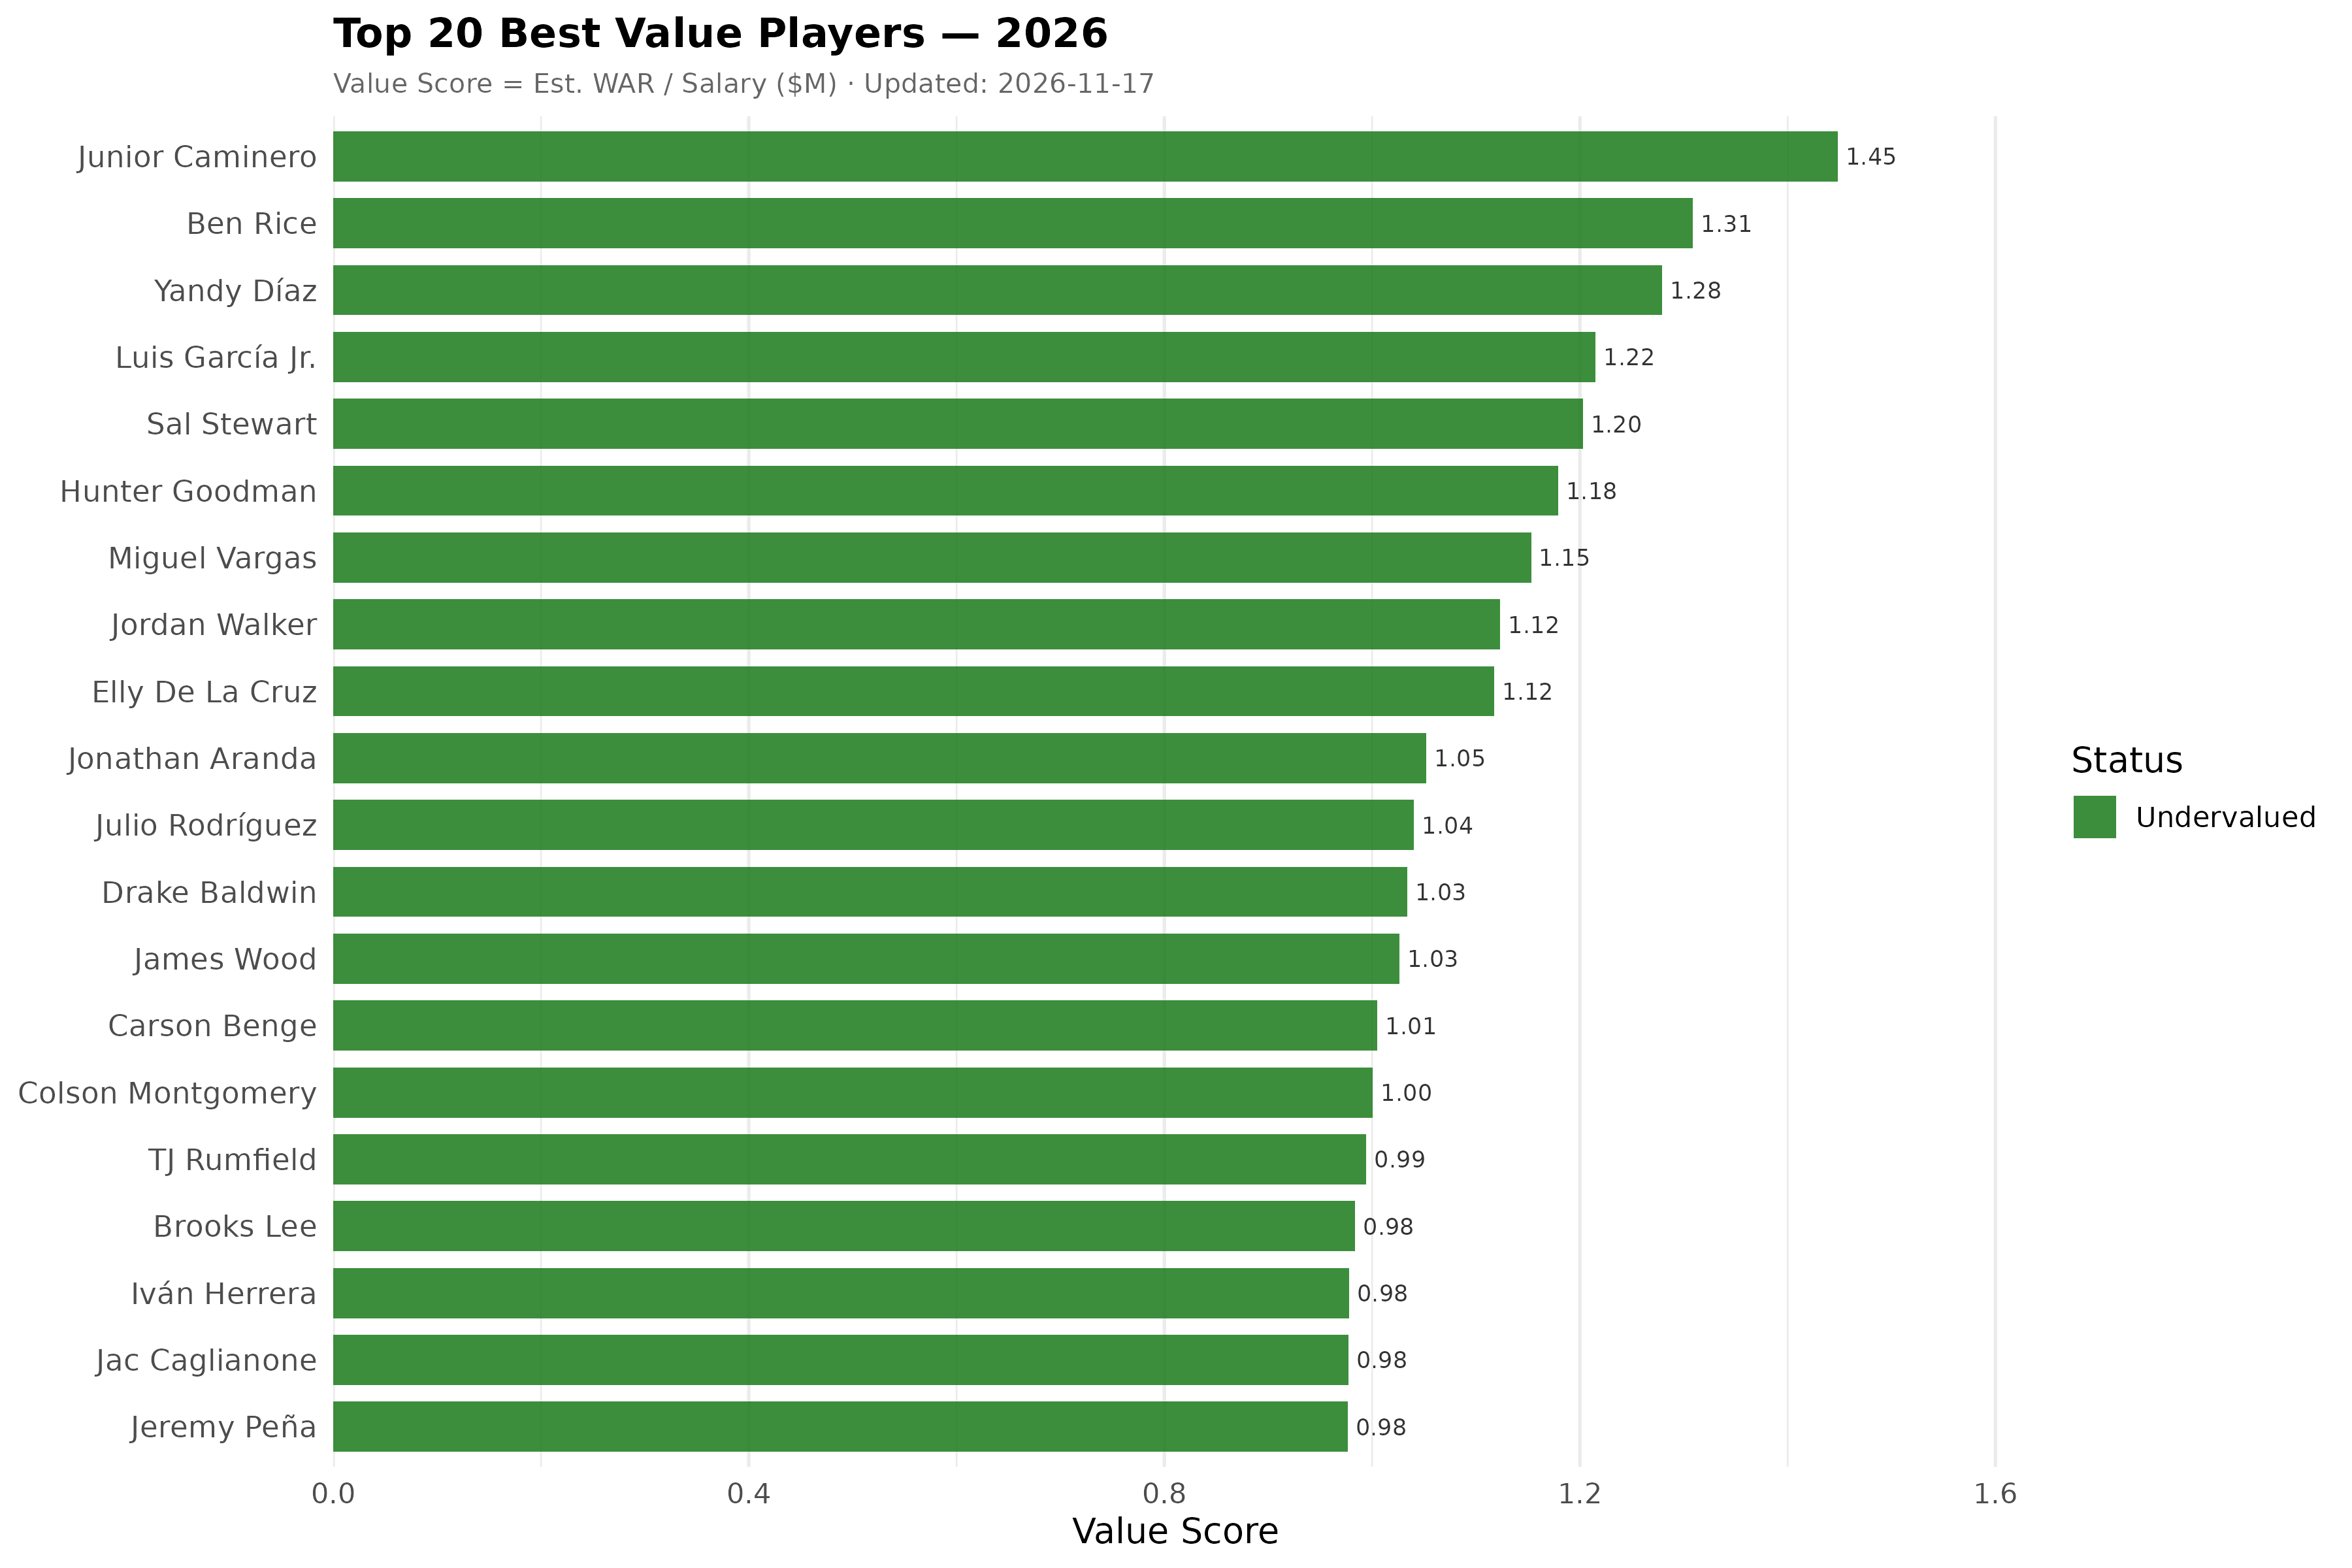 Top 20 Best Value Players — 2026
Value Score = Est. WAR / Salary ($M) · Updated: 2026-11-17
Junior Caminero 1.45
Ben Rice 1.31
Yandy Díaz 1.28
Luis García Jr. 1.22
Sal Stewart 1.20
Hunter Goodman 1.18
Miguel Vargas 1.15
Jordan Walker 1.12
Elly De La Cruz 1.12
Jonathan Aranda 1.05
Julio Rodríguez 1.04
Drake Baldwin 1.03
James Wood 1.03
Carson Benge 1.01
Colson Montgomery 1.00
TJ Rumfield 0.99
Brooks Lee 0.98
Iván Herrera 0.98
Jac Caglianone 0.98
Jeremy Peña 0.98
0.0 0.4 0.8 1.2 1.6
Value Score
Status
Undervalued